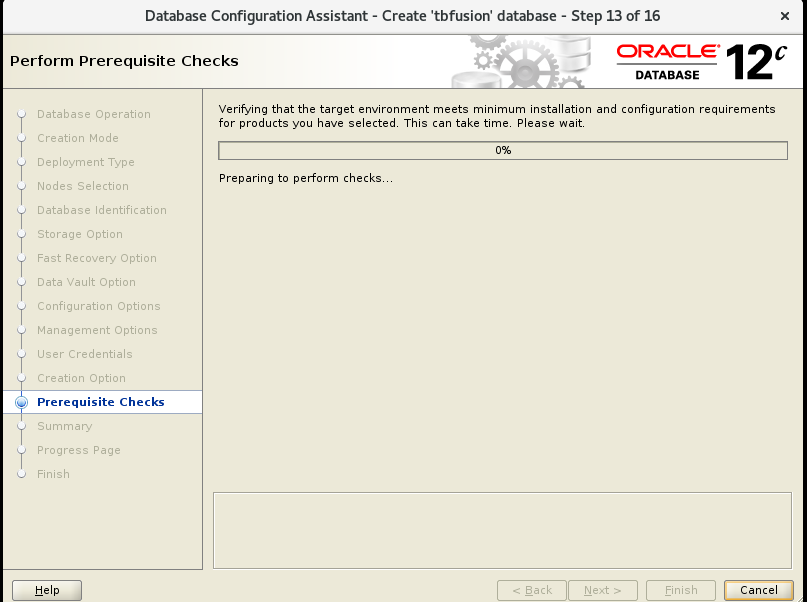 Database Configuration Assistant - Create 'tbfusion' database - Step 13 of 16
×
Perform Prerequisite Checks
ORACLE®
DATABASE
12c
Database Operation
Creation Mode
Deployment Type
Nodes Selection
Database Identification
Storage Option
Fast Recovery Option
Data Vault Option
Configuration Options
Management Options
User Credentials
Creation Option
Prerequisite Checks
Summary
Progress Page
Finish
Verifying that the target environment meets minimum installation and configuration requirements
for products you have selected. This can take time. Please wait.
0%
Preparing to perform checks...
Help
< Back
Next >
Finish
Cancel